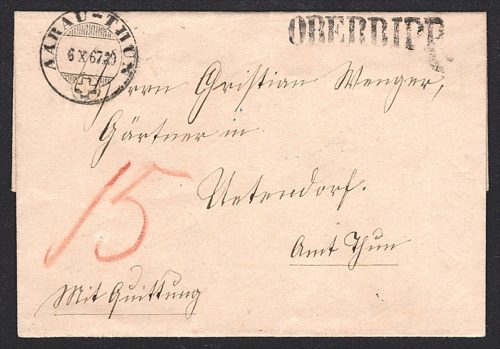 AARAU-THUN
6 X 67
OBERBIPP
Herrn Christian Wenger,
Gärtner in
Uetendorf.
Amt Thun
15
Mit Quittung